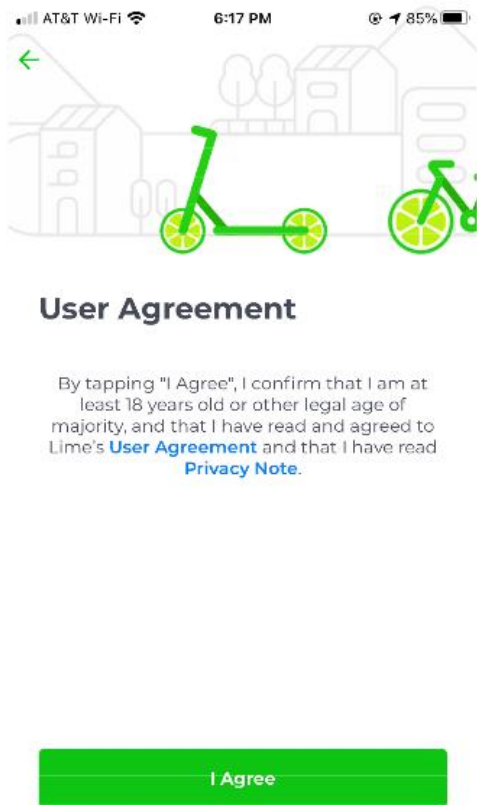 AT&T Wi-Fi 6:17 PM 85%
User Agreement
By tapping "I Agree", I confirm that I am at
least 18 years old or other legal age of
majority, and that I have read and agreed to
Lime's User Agreement and that I have read
Privacy Note.
I Agree